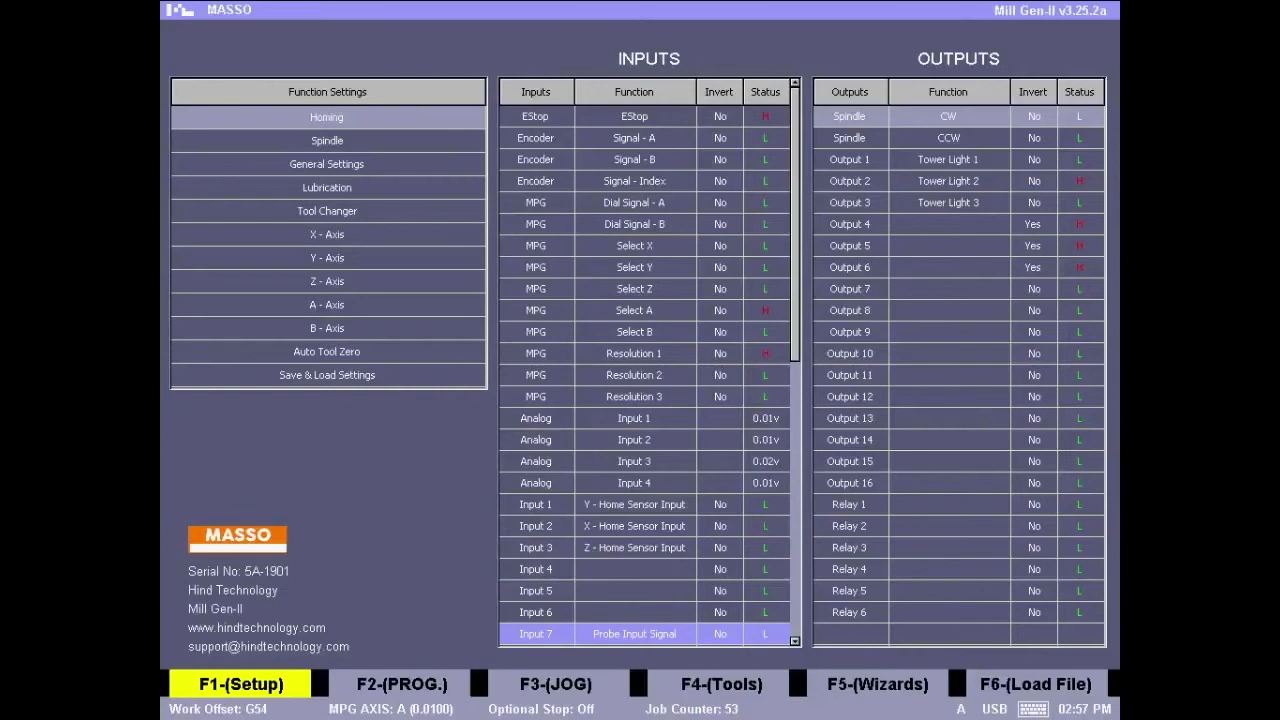 MASSO
Mill Gen-II v3.25.2a
Function Settings
Homing
Spindle
General Settings
Lubrication
Tool Changer
X - Axis
Y - Axis
Z - Axis
A - Axis
B - Axis
Auto Tool Zero
Save & Load Settings
MASSO
Serial No: 5A-1901
Hind Technology
Mill Gen-II
www.hindtechnology.com
support@hindtechnology.com
INPUTS
Inputs Function Invert Status
EStop EStop No H
Encoder Signal - A No L
Encoder Signal - B No L
Encoder Signal - Index No L
MPG Dial Signal - A No L
MPG Dial Signal - B No L
MPG Select X No L
MPG Select Y No L
MPG Select Z No L
MPG Select A No H
MPG Select B No L
MPG Resolution 1 No H
MPG Resolution 2 No L
MPG Resolution 3 No L
Analog Input 1 0.01v
Analog Input 2 0.01v
Analog Input 3 0.02v
Analog Input 4 0.01v
Input 1 Y - Home Sensor Input No L
Input 2 X - Home Sensor Input No L
Input 3 Z - Home Sensor Input No L
Input 4 No L
Input 5 No L
Input 6 No L
Input 7 Probe Input Signal No L
OUTPUTS
Outputs Function Invert Status
Spindle CW No L
Spindle CCW No L
Output 1 Tower Light 1 No L
Output 2 Tower Light 2 No H
Output 3 Tower Light 3 No L
Output 4 Yes H
Output 5 Yes H
Output 6 Yes H
Output 7 No L
Output 8 No L
Output 9 No L
Output 10 No L
Output 11 No L
Output 12 No L
Output 13 No L
Output 14 No L
Output 15 No L
Output 16 No L
Relay 1 No L
Relay 2 No L
Relay 3 No L
Relay 4 No L
Relay 5 No L
Relay 6 No L
F1-(Setup) F2-(PROG.) F3-(JOG) F4-(Tools) F5-(Wizards) F6-(Load File)
Work Offset: G54 MPG AXIS: A (0.0100) Optional Stop: Off Job Counter: 53 A USB 02:57 PM